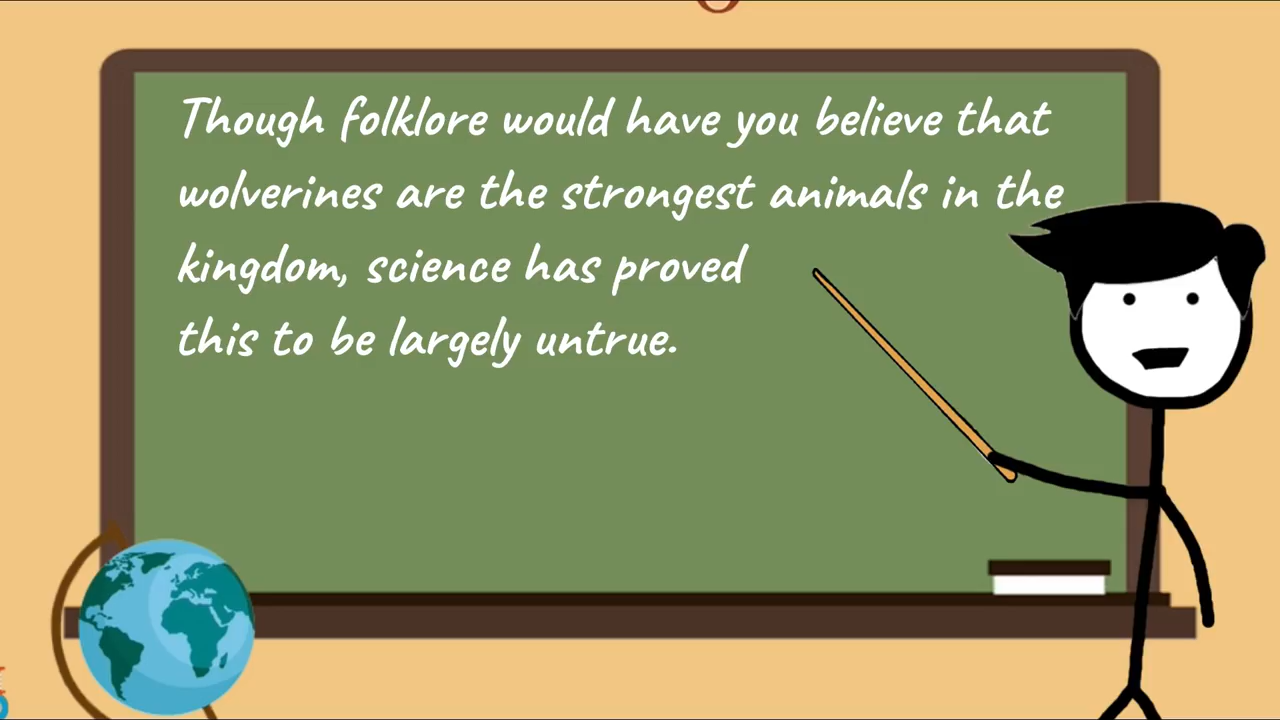 Though folklore would have you believe that
wolverines are the strongest animals in the
kingdom, science has proved
this to be largely untrue.